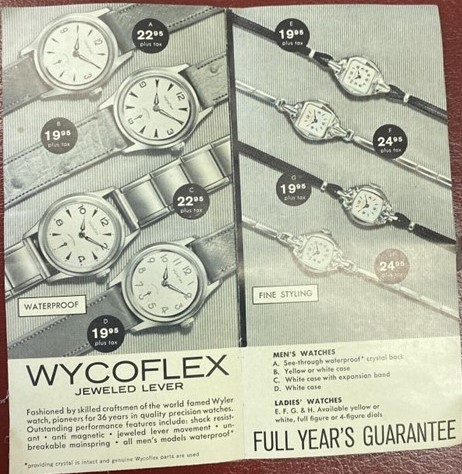 A
22.95
plus tax
B
19.95
plus tax
C
22.95
plus tax
D
19.95
plus tax
WATERPROOF
E
19.95
plus tax
F
24.95
plus tax
G
19.95
plus tax
24.95
plus tax
FINE STYLING
WYCOFLEX
JEWELED LEVER
Fashioned by skilled craftsmen of the world famed Wyler
watch, pioneers for 36 years in quality precision watches.
Outstanding performance features include: shock resist-
ant • anti magnetic • jeweled lever movement • un-
breakable mainspring • all men's models waterproof*
*providing crystal is intact and genuine Wycoflex parts are used
MEN'S WATCHES
A. See-through waterproof* crystal back
B. Yellow or white case
C. White case with expansion band
D. White case
LADIES' WATCHES
E. F. G. & H. Available yellow or
white, full figure or 4-figure dials
FULL YEAR'S GUARANTEE